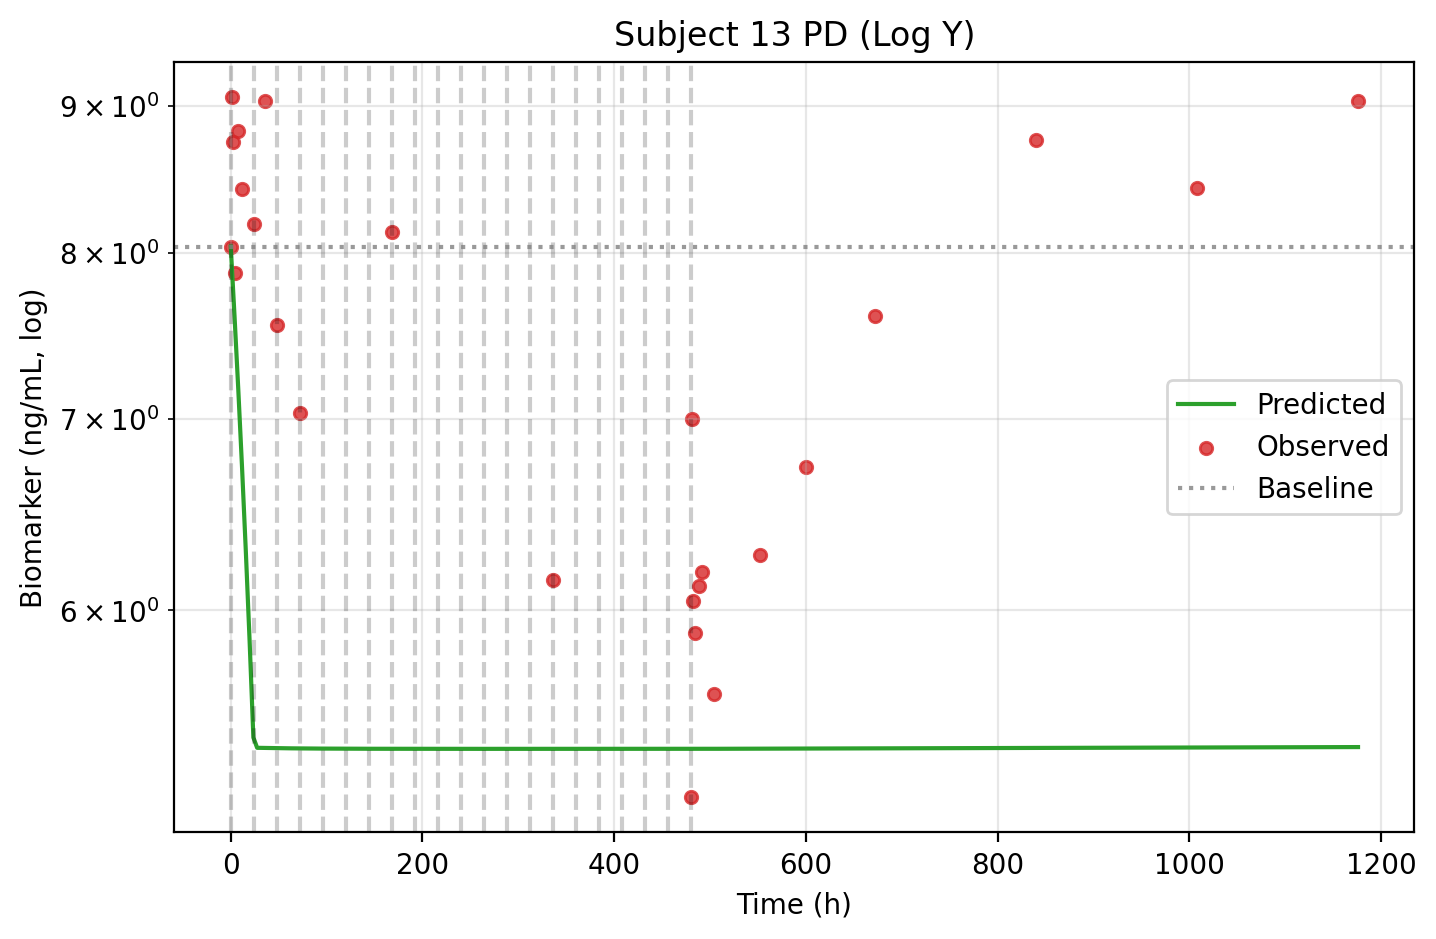 Subject 13 PD (Log Y)
Biomarker (ng/mL, log)
9 × 10⁰
8 × 10⁰
7 × 10⁰
6 × 10⁰
Predicted
Observed
Baseline
0 200 400 600 800 1000 1200
Time (h)